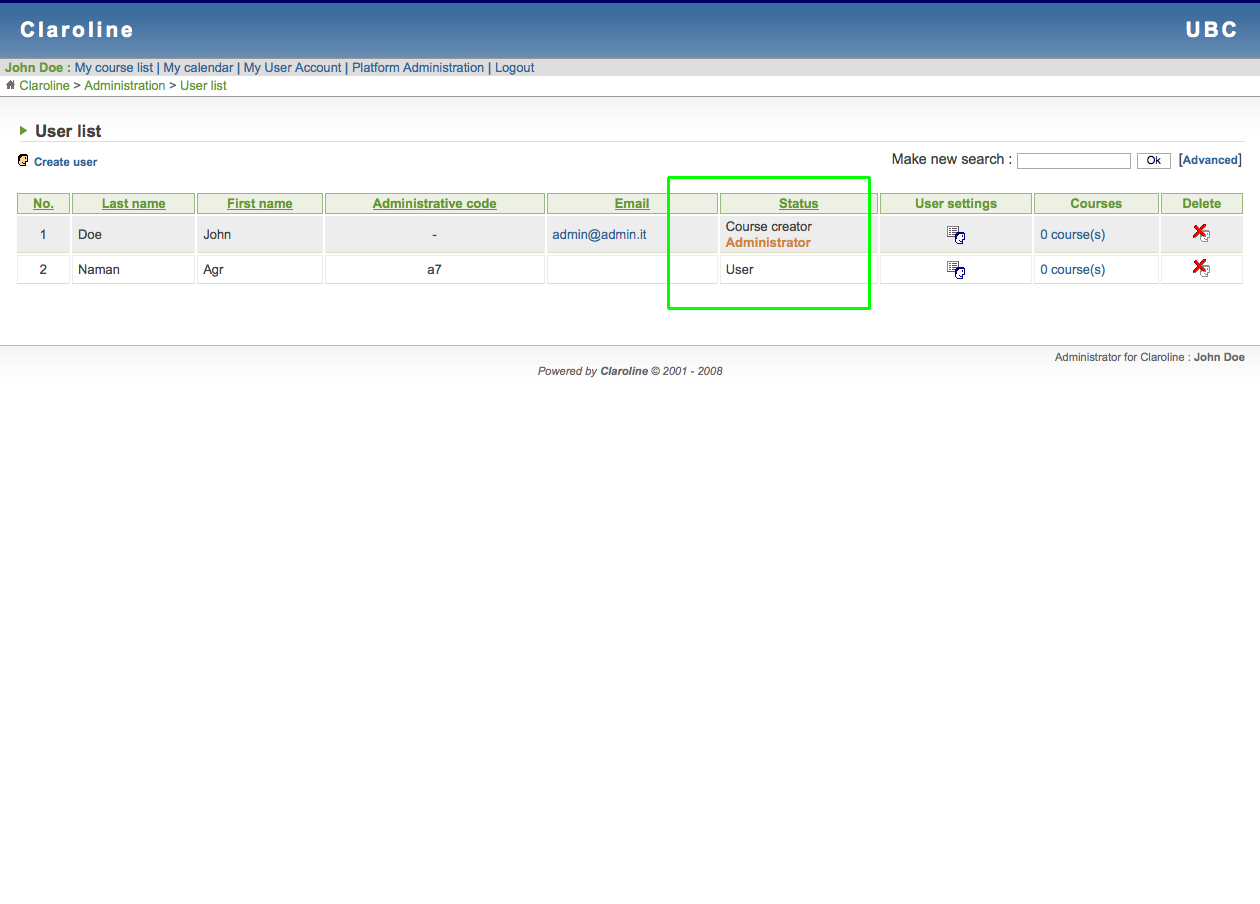 Claroline UBC
John Doe : My course list | My calendar | My User Account | Platform Administration | Logout
Claroline > Administration > User list
User list
Create user Make new search : Ok [Advanced]
No. Last name First name Administrative code Email Status User settings Courses Delete
1 Doe John - admin@admin.it Course creator 0 course(s)
Administrator
2 Naman Agr a7 User 0 course(s)
Administrator for Claroline : John Doe
Powered by Claroline © 2001 - 2008